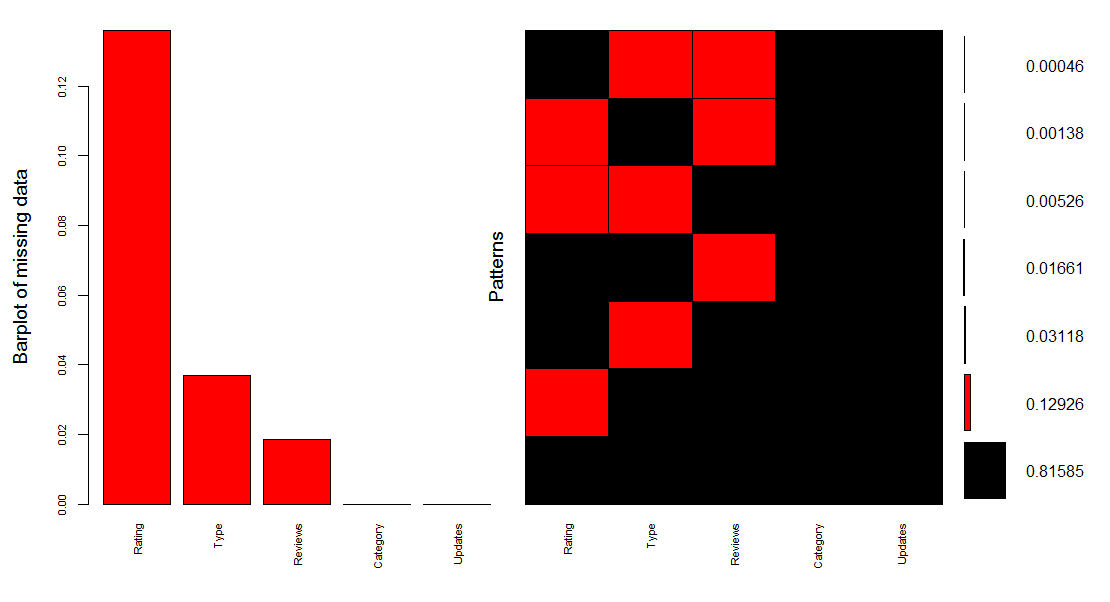 Barplot of missing data
0.12
0.10
0.08
0.06
0.04
0.02
0.00
Rating
Type
Reviews
Category
Updates
Patterns
Rating
Type
Reviews
Category
Updates
0.00046
0.00138
0.00526
0.01661
0.03118
0.12926
0.81585